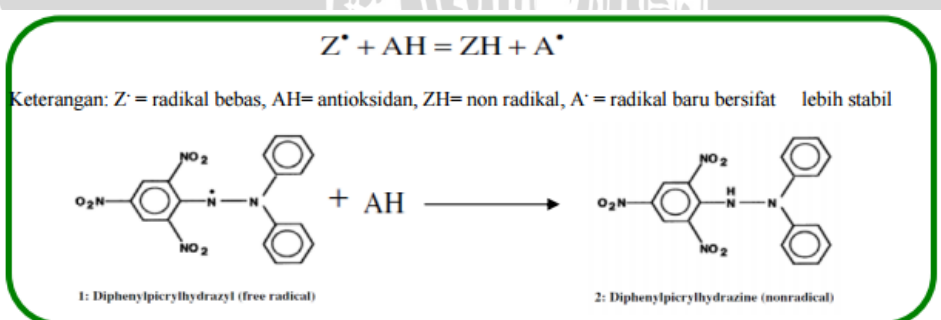 Z• + AH = ZH + A•
Keterangan: Z· = radikal bebas, AH= antioksidan, ZH= non radikal, A· = radikal baru bersifat lebih stabil
NO2 NO2
O2N N N + AH O2N H N N
NO2 NO2
1: Diphenylpicrylhydrazyl (free radical) 2: Diphenylpicrylhydrazine (nonradical)